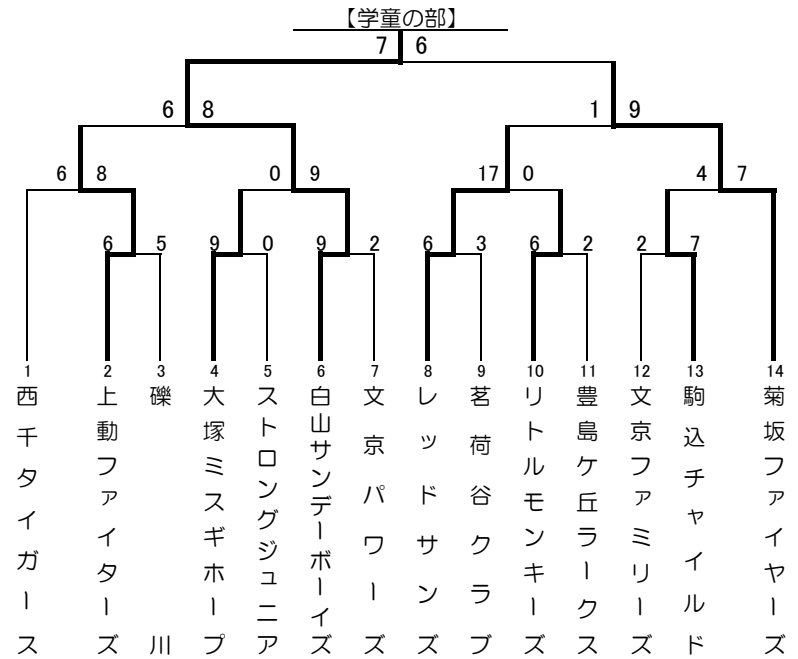 【学童の部】
7 6
6 8 1 9
6 8 0 9 17 0 4 7
6 5 9 0 9 2 6 3 6 2 2 7
1 2 3 4 5 6 7 8 9 10 11 12 13 14
西千タイガース
上動ファイターズ
礫川
大塚ミスギホープ
ストロングジュニア
白山サンデーボーイズ
文京パワーズ
レッドサンズ
茗荷谷クラブ
リトルモンキーズ
豊島ケ丘ラークス
文京ファミリーズ
駒込チャイルド
菊坂ファイヤーズ